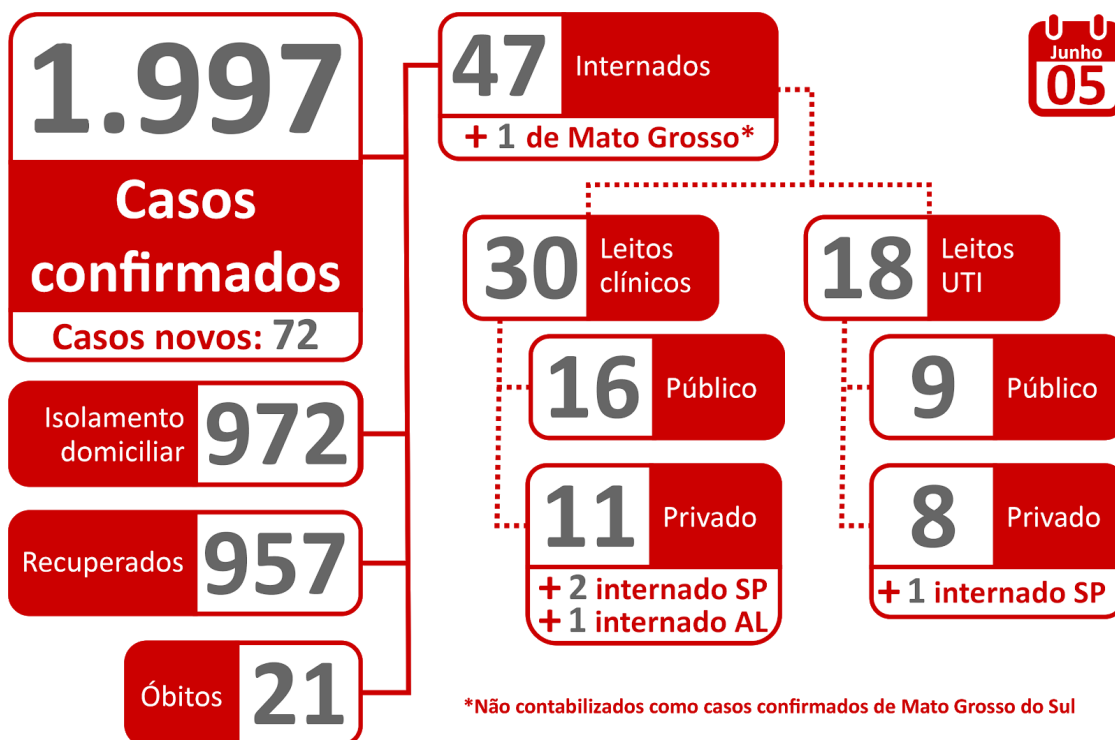 1.997
Casos
confirmados
Casos novos: 72
Isolamento
domiciliar
972
Recuperados
957
Óbitos
21
47
Internados
+ 1 de Mato Grosso*
30
Leitos
clínicos
16
Público
11
Privado
+ 2 internado SP
+ 1 internado AL
18
Leitos
UTI
9
Público
8
Privado
+ 1 internado SP
Junho
05
*Não contabilizados como casos confirmados de Mato Grosso do Sul